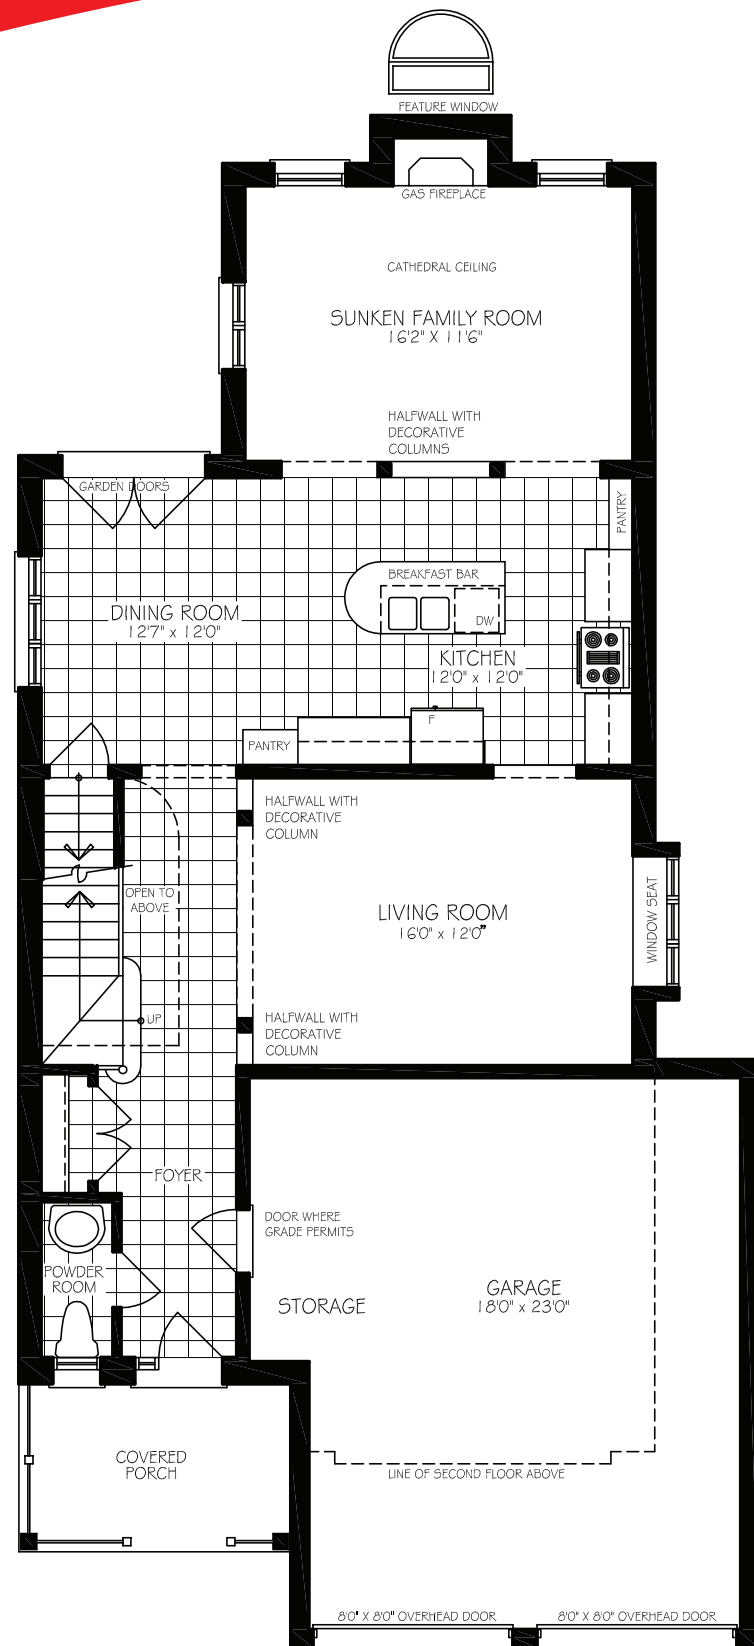 FEATURE WINDOW
GAS FIREPLACE
CATHEDRAL CEILING
SUNKEN FAMILY ROOM
16'2" X 11'6"
HALFWALL WITH
DECORATIVE
COLUMNS
GARDEN DOORS
PANTRY
BREAKFAST BAR
DW
DINING ROOM
12'7" x 12'0"
KITCHEN
12'0" x 12'0"
F
PANTRY
HALFWALL WITH
DECORATIVE
COLUMN
OPEN TO
ABOVE
LIVING ROOM
16'0" x 12'0"
WINDOW SEAT
UP
HALFWALL WITH
DECORATIVE
COLUMN
FOYER
DOOR WHERE
GRADE PERMITS
POWDER
ROOM
STORAGE
GARAGE
18'0" x 23'0"
COVERED
PORCH
LINE OF SECOND FLOOR ABOVE
8'0" X 8'0" OVERHEAD DOOR
8'0" X 8'0" OVERHEAD DOOR